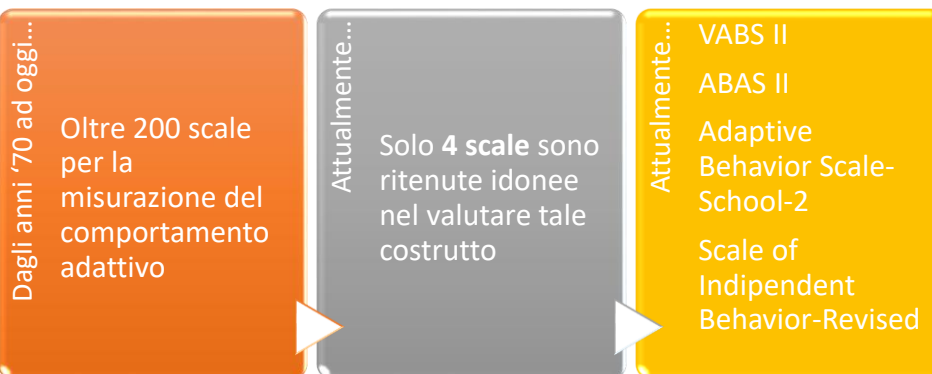 Dagli anni '70 ad oggi...
Oltre 200 scale
per la
misurazione del
comportamento
adattivo
Attualmente...
Solo 4 scale sono
ritenute idonee
nel valutare tale
costrutto
Attualmente...
VABS II
ABAS II
Adaptive
Behavior Scale-
School-2
Scale of
Indipendent
Behavior-Revised